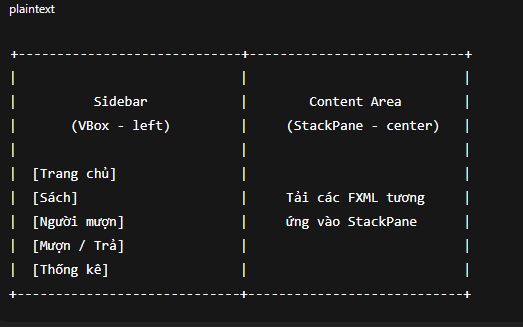 plaintext
+-----------------------------+----------------------------+
|                             |                            |
|          Sidebar            |        Content Area        |
|       (VBox - left)         |     (StackPane - center)   |
|                             |                            |
|  [Trang chủ]                |                            |
|  [Sách]                     |     Tải các FXML tương     |
|  [Người mượn]               |     ứng vào StackPane      |
|  [Mượn / Trả]               |                            |
|  [Thống kê]                 |                            |
+-----------------------------+----------------------------+